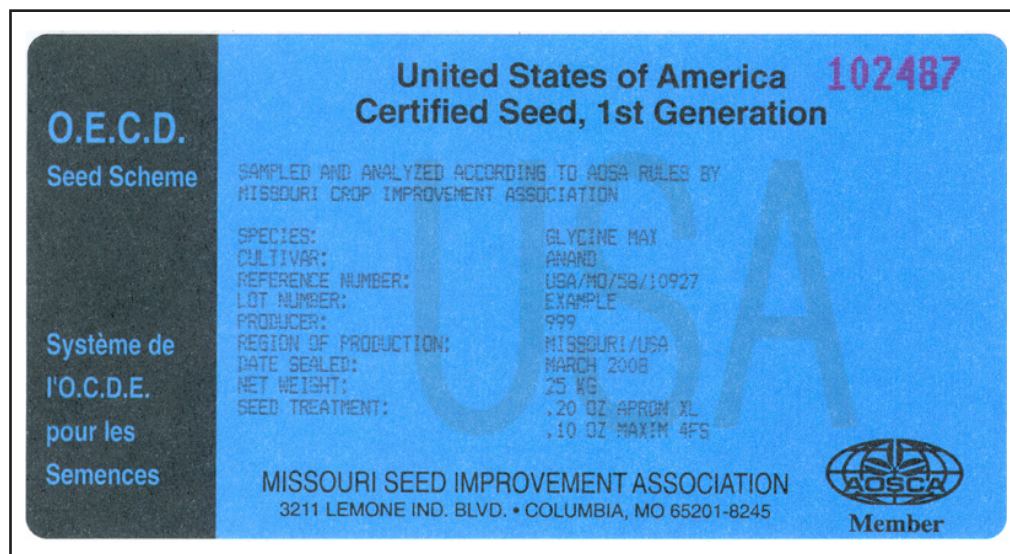 O.E.C.D.
Seed Scheme
Système de
l'O.C.D.E.
pour les
Semences
United States of America
Certified Seed, 1st Generation
102487
SAMPLED AND ANALYZED ACCORDING TO AOSA RULES BY
MISSOURI CROP IMPROVEMENT ASSOCIATION
SPECIES: GLYCINE MAX
CULTIVAR: ANAND
REFERENCE NUMBER: USA/MO/58/10927
LOT NUMBER: EXAMPLE
PRODUCER: 999
REGION OF PRODUCTION: MISSOURI/USA
DATE SEALED: MARCH 2008
NET WEIGHT: 25 KG
SEED TREATMENT: .20 OZ APRON XL
.10 OZ MAXIM 4FS
USA
MISSOURI SEED IMPROVEMENT ASSOCIATION
3211 LEMONE IND. BLVD. • COLUMBIA, MO 65201-8245
AOSCA
Member